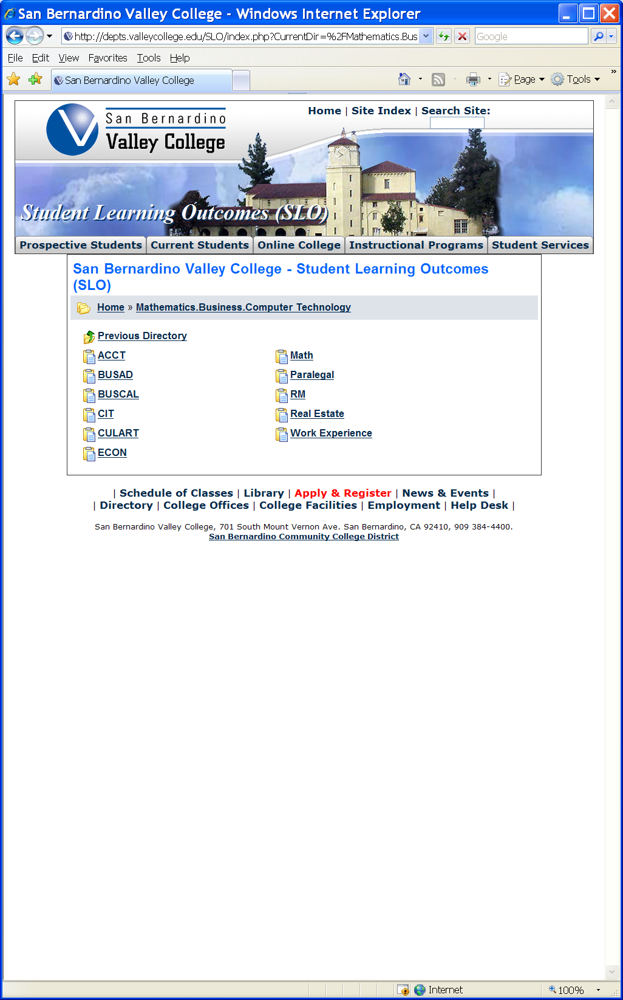 San Bernardino Valley College - Windows Internet Explorer
http://depts.valleycollege.edu/SLO/index.php?CurrentDir=%2FMathematics.Bus
Google
File Edit View Favorites Tools Help
San Bernardino Valley College
Page Tools
San Bernardino
Valley College
Home | Site Index | Search Site:
Student Learning Outcomes (SLO)
Prospective Students Current Students Online College Instructional Programs Student Services
San Bernardino Valley College - Student Learning Outcomes
(SLO)
Home » Mathematics.Business.Computer Technology
Previous Directory
ACCT Math
BUSAD Paralegal
BUSCAL RM
CIT Real Estate
CULART Work Experience
ECON
| Schedule of Classes | Library | Apply & Register | News & Events |
| Directory | College Offices | College Facilities | Employment | Help Desk |
San Bernardino Valley College, 701 South Mount Vernon Ave. San Bernardino, CA 92410, 909 384-4400.
San Bernardino Community College District
Internet 100%